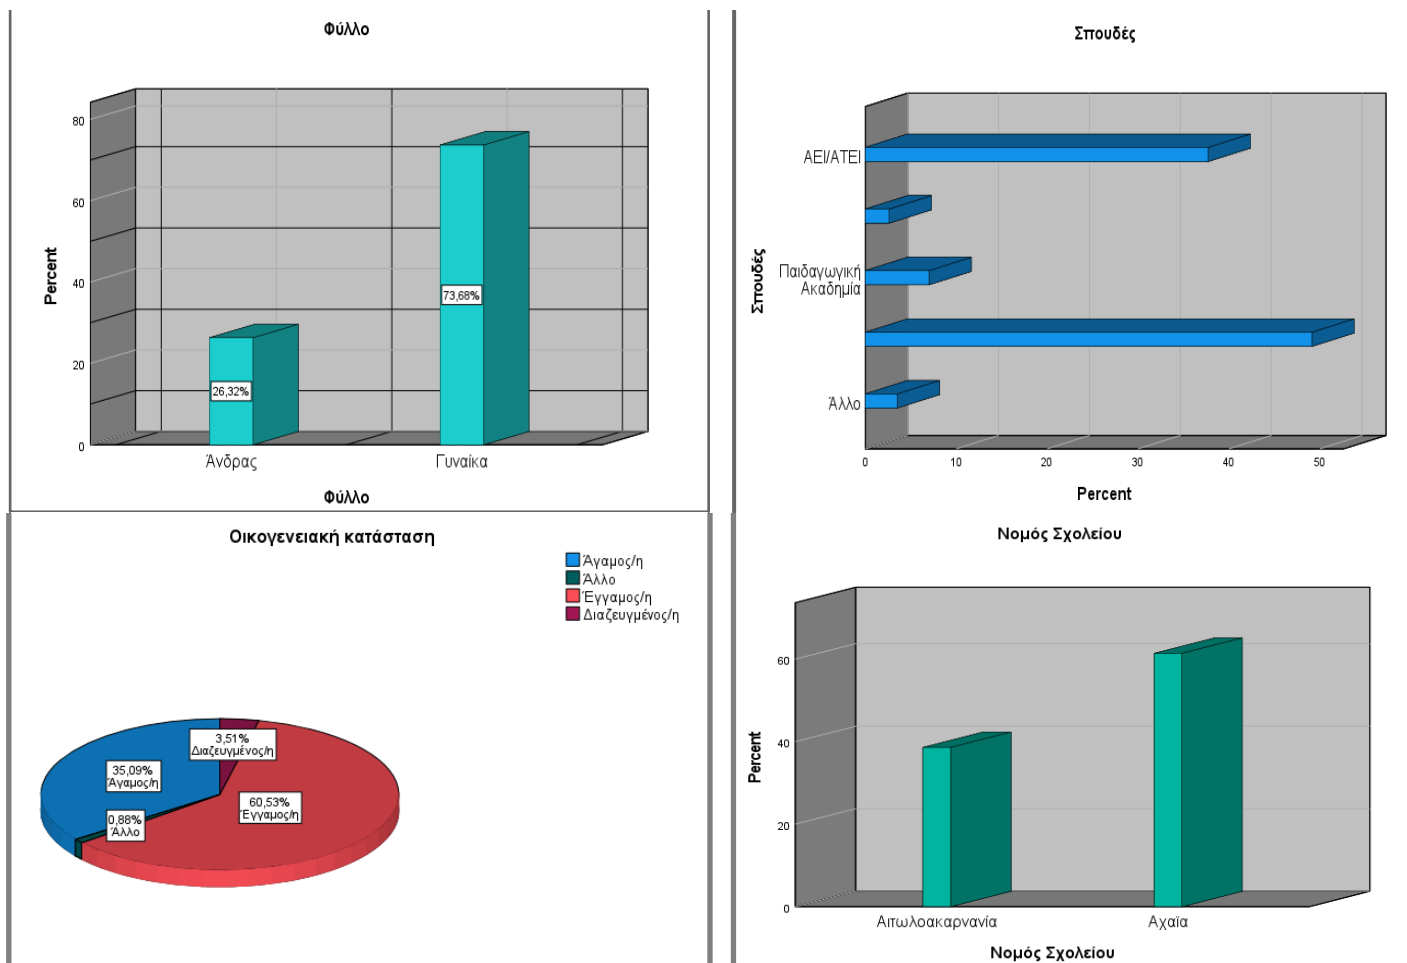 Φύλλο
Percent
80
60
40
20
0
73,68%
26,32%
Άνδρας
Γυναίκα
Φύλλο
Σπουδές
Σπουδές
ΑΕΙ/ΑΤΕΙ
Παιδαγωγική
Ακαδημία
Άλλο
0
10
20
30
40
50
Percent
Οικογενειακή κατάσταση
Άγαμος/η
Άλλο
Έγγαμος/η
Διαζευγμένος/η
3,51%
Διαζευγμένος/η
35,09%
Άγαμος/η
60,53%
Έγγαμος/η
0,88%
Άλλο
Νομός Σχολείου
Percent
60
40
20
0
Αιτωλοακαρνανία
Αχαϊα
Νομός Σχολείου